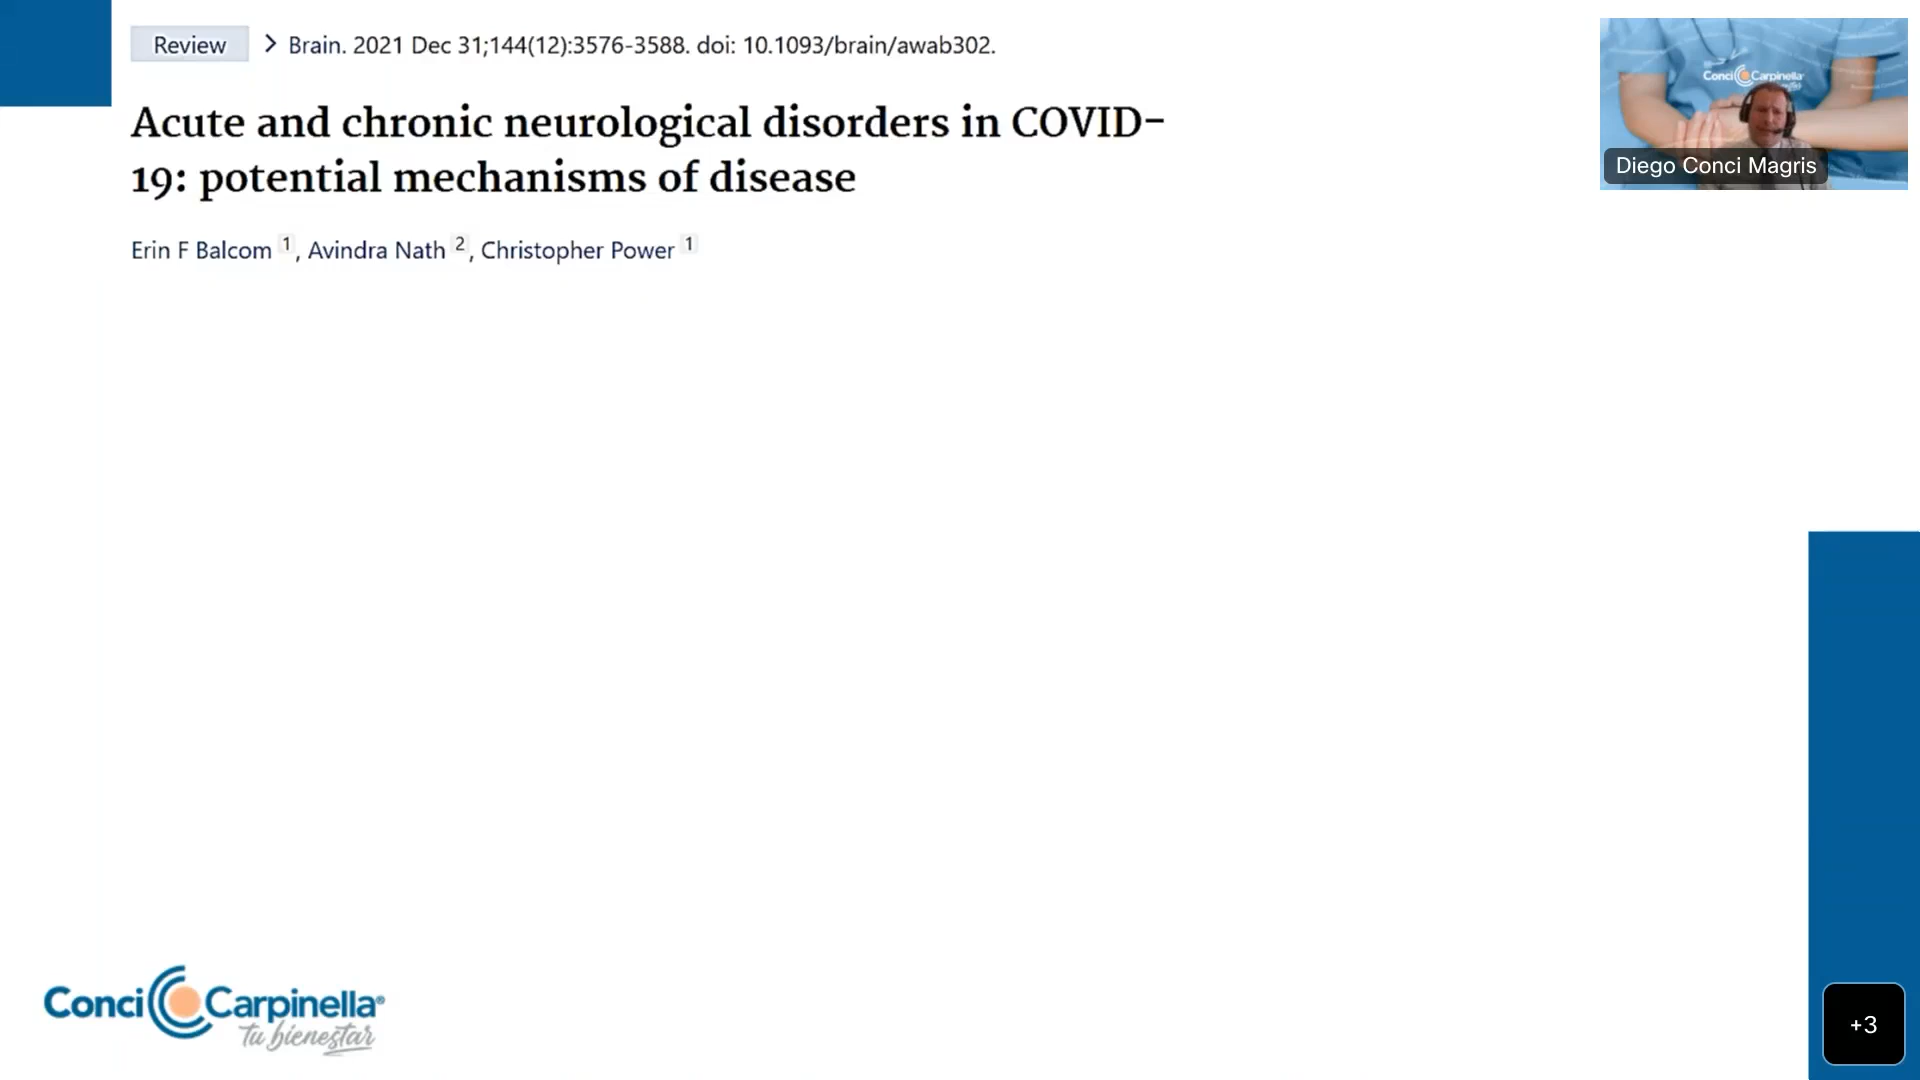 Review > Brain. 2021 Dec 31;144(12):3576-3588. doi: 10.1093/brain/awab302.
Acute and chronic neurological disorders in COVID-
19: potential mechanisms of disease
Erin F Balcom 1, Avindra Nath 2, Christopher Power 1
Conci Carpinella
Diego Conci Magris
Conci Carpinella®
Tu bienestar
+3